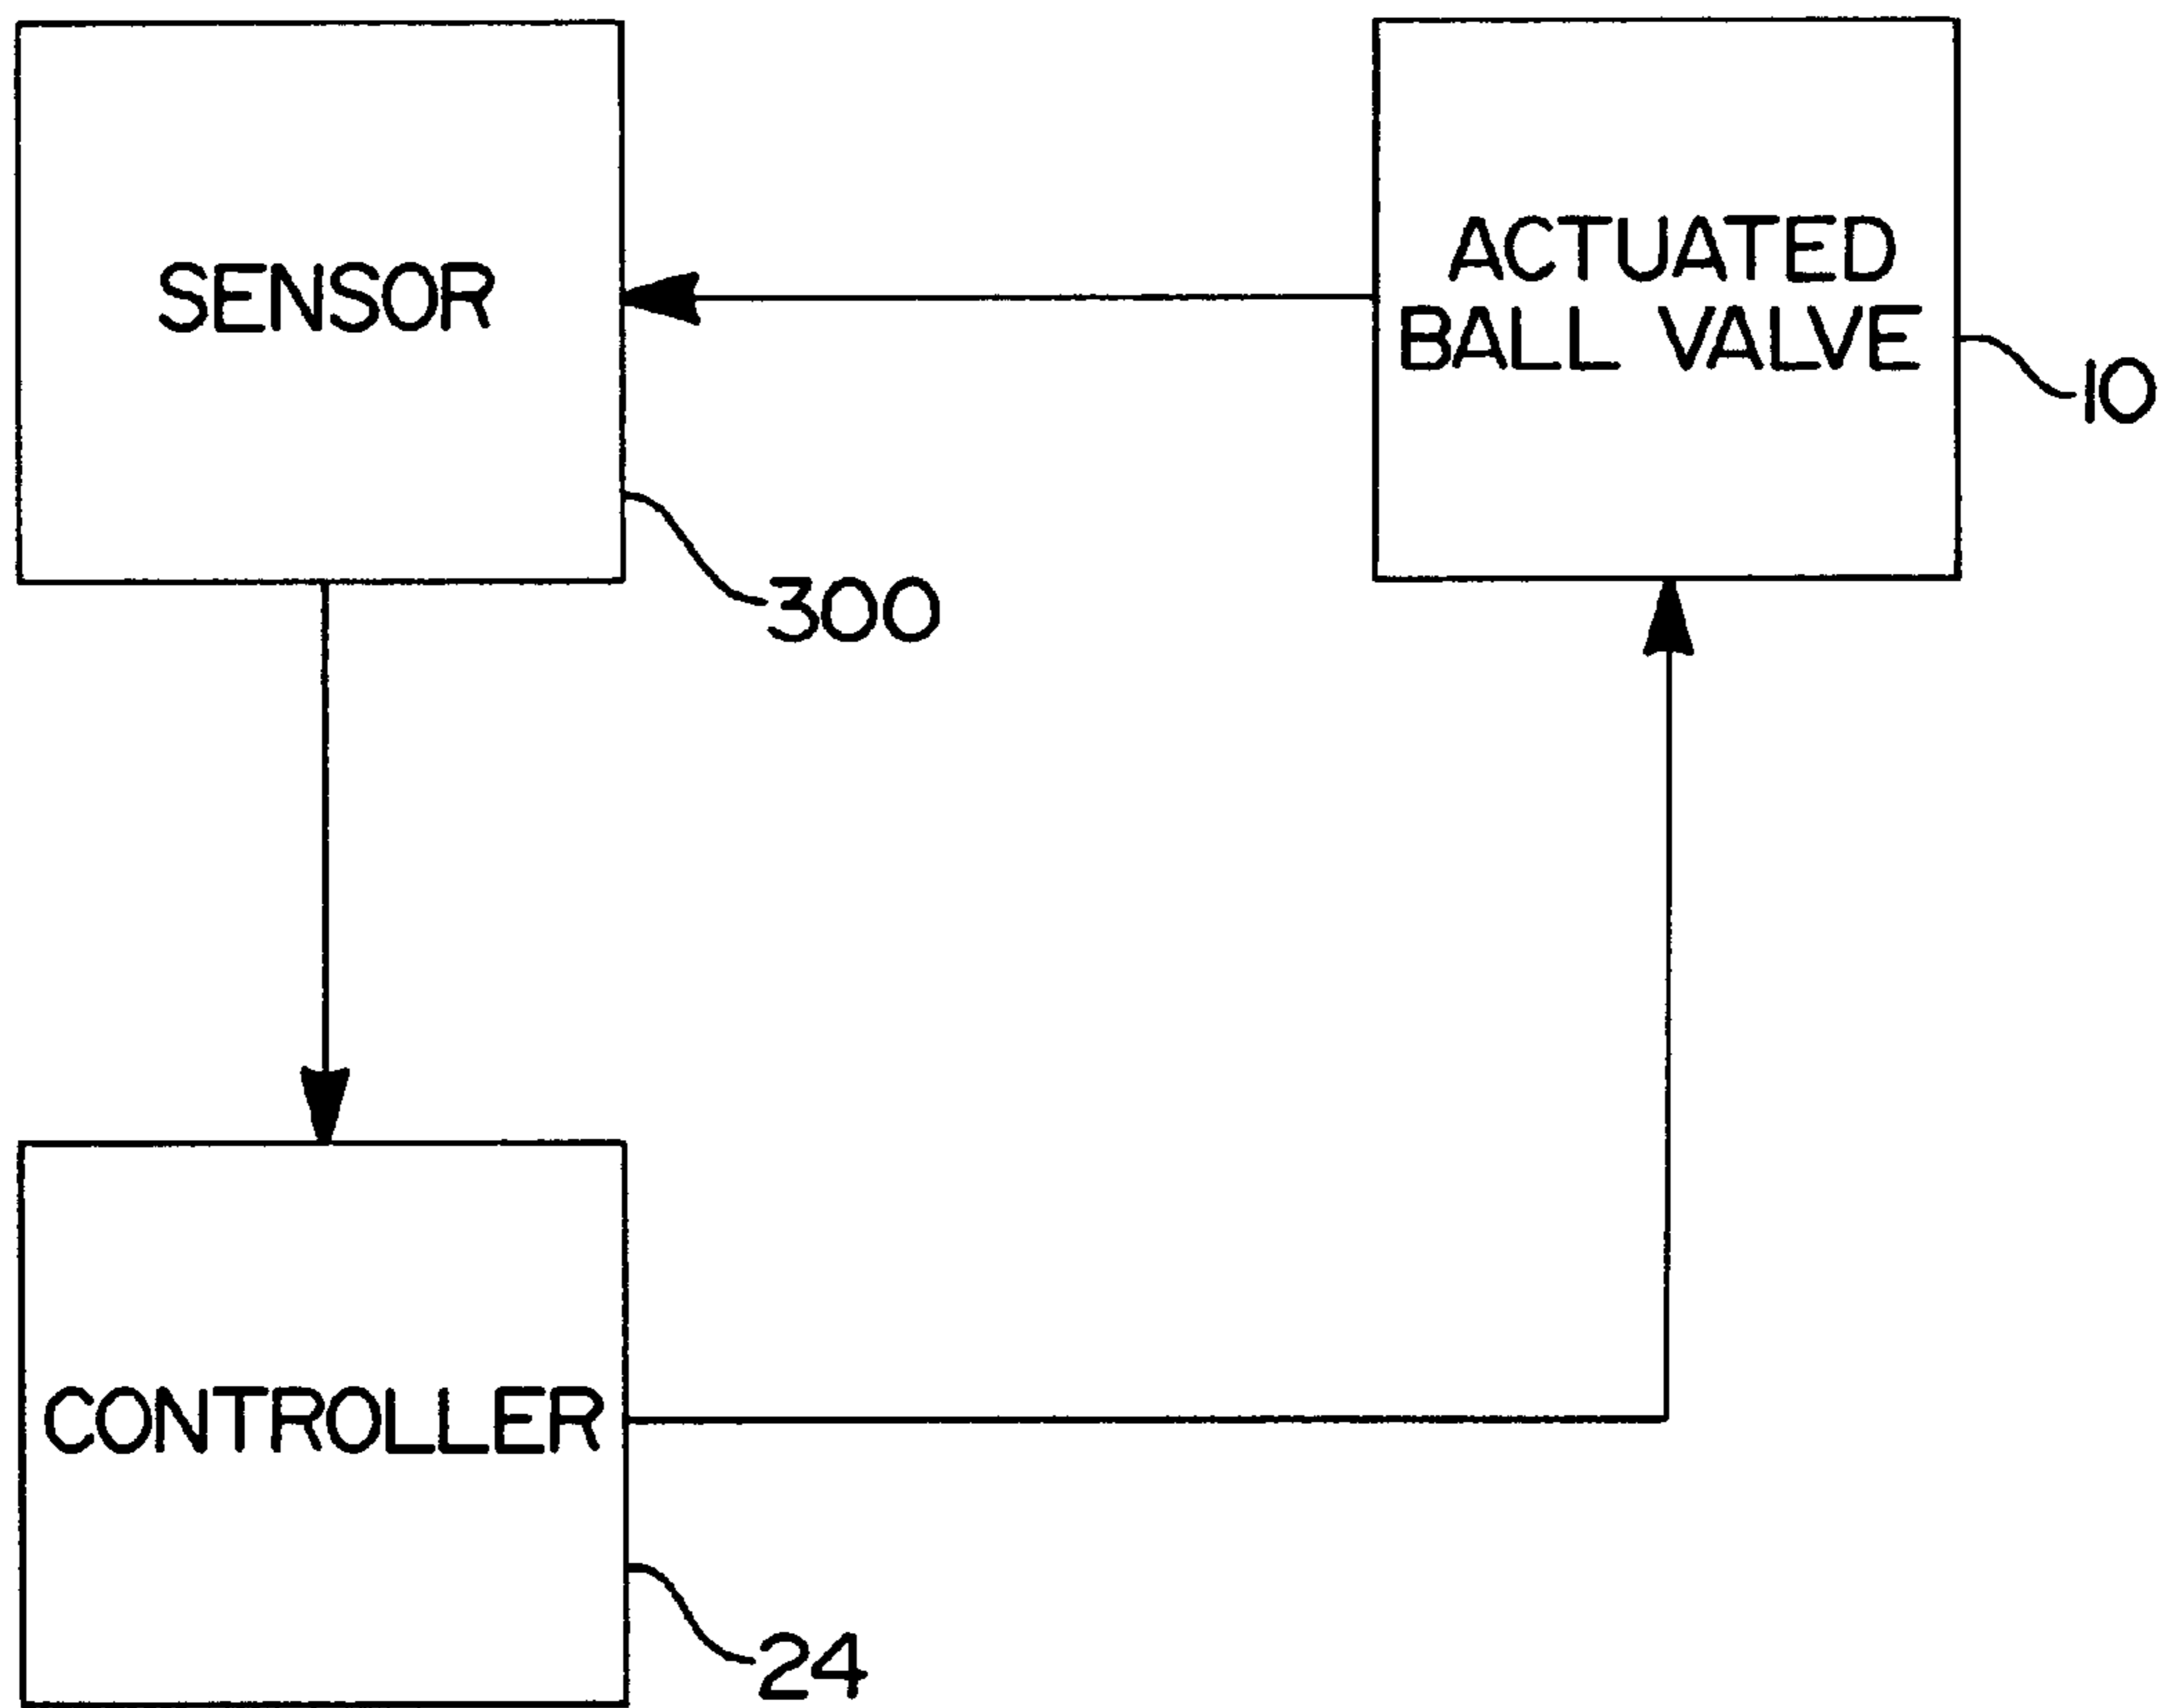 SENSOR
ACTUATED
BALL VALVE
10
300
CONTROLLER
24